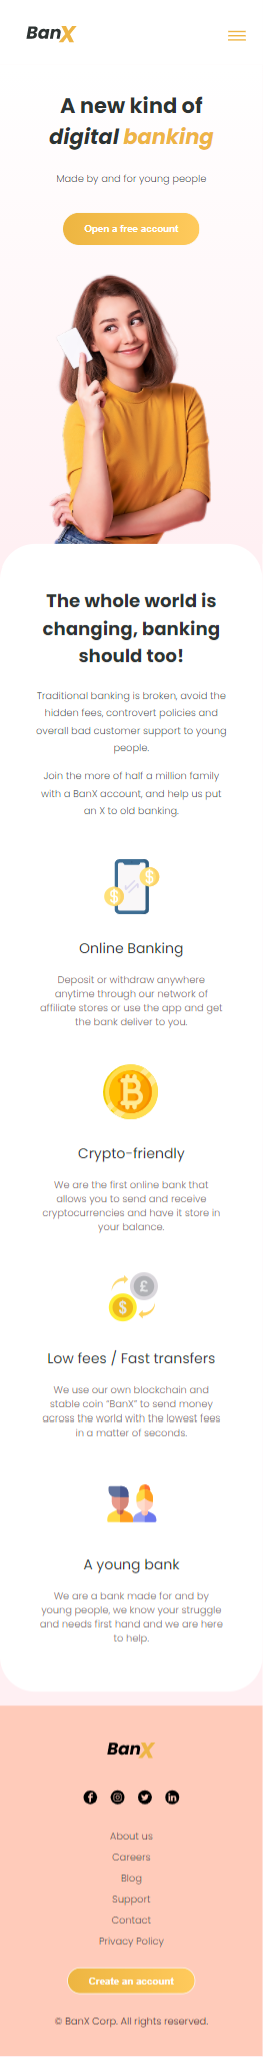 BanX
A new kind of
digital banking
Made by and for young people
Open a free account
The whole world is
changing, banking
should too!
Traditional banking is broken, avoid the
hidden fees, controvert policies and
overall bad customer support to young
people.
Join the more of half a million family
with a BanX account, and help us put
an X to old banking.
Online Banking
Deposit or withdraw anywhere
anytime through our network of
affiliate stores or use the app and get
the bank deliver to you.
Crypto-friendly
We are the first online bank that
allows you to send and receive
cryptocurrencies and have it store in
your balance.
Low fees / Fast transfers
We use our own blockchain and
stable coin "BanX" to send money
across the world with the lowest fees
in a matter of seconds.
A young bank
We are a bank made for and by
young people, we know your struggle
and needs first hand and we are here
to help.
BanX
About us
Careers
Blog
Support
Contact
Privacy Policy
Create an account
© BanX Corp. All rights reserved.